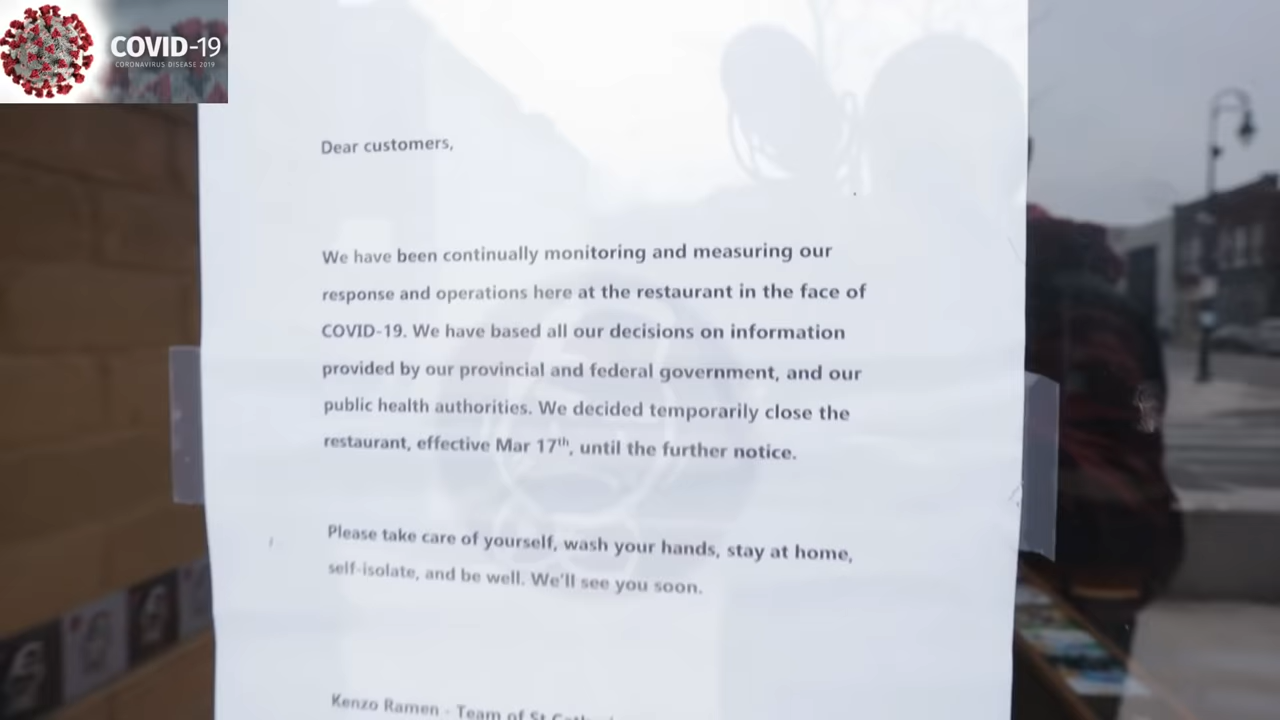 COVID-19
CORONAVIRUS DISEASE 2019
Dear customers,
We have been continually monitoring and measuring our
response and operations here at the restaurant in the face of
COVID-19. We have based all our decisions on information
provided by our provincial and federal government, and our
public health authorities. We decided temporarily close the
restaurant, effective Mar 17th, until the further notice.
Please take care of yourself, wash your hands, stay at home,
self-isolate, and be well. We'll see you soon.
Kenzo Ramen - Team of St